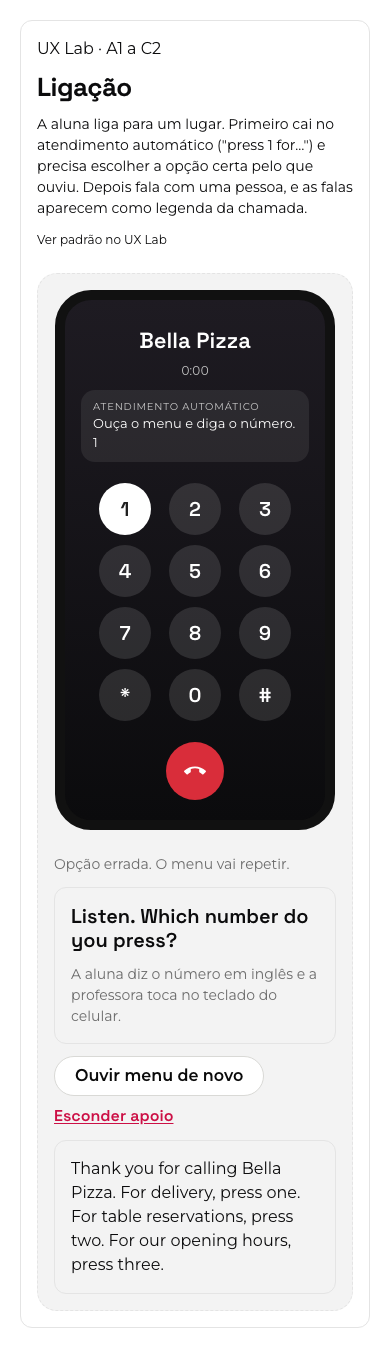 UX Lab · A1 a C2
Ligação
A aluna liga para um lugar. Primeiro cai no
atendimento automático ("press 1 for...") e
precisa escolher a opção certa pelo que
ouviu. Depois fala com uma pessoa, e as falas
aparecem como legenda da chamada.
Ver padrão no UX Lab
Bella Pizza
0:00
ATENDIMENTO AUTOMÁTICO
Ouça o menu e diga o número.
1
1 2 3
4 5 6
7 8 9
* 0 #
Opção errada. O menu vai repetir.
Listen. Which number do
you press?
A aluna diz o número em inglês e a
professora toca no teclado do
celular.
Ouvir menu de novo
Esconder apoio
Thank you for calling Bella
Pizza. For delivery, press one.
For table reservations, press
two. For our opening hours,
press three.